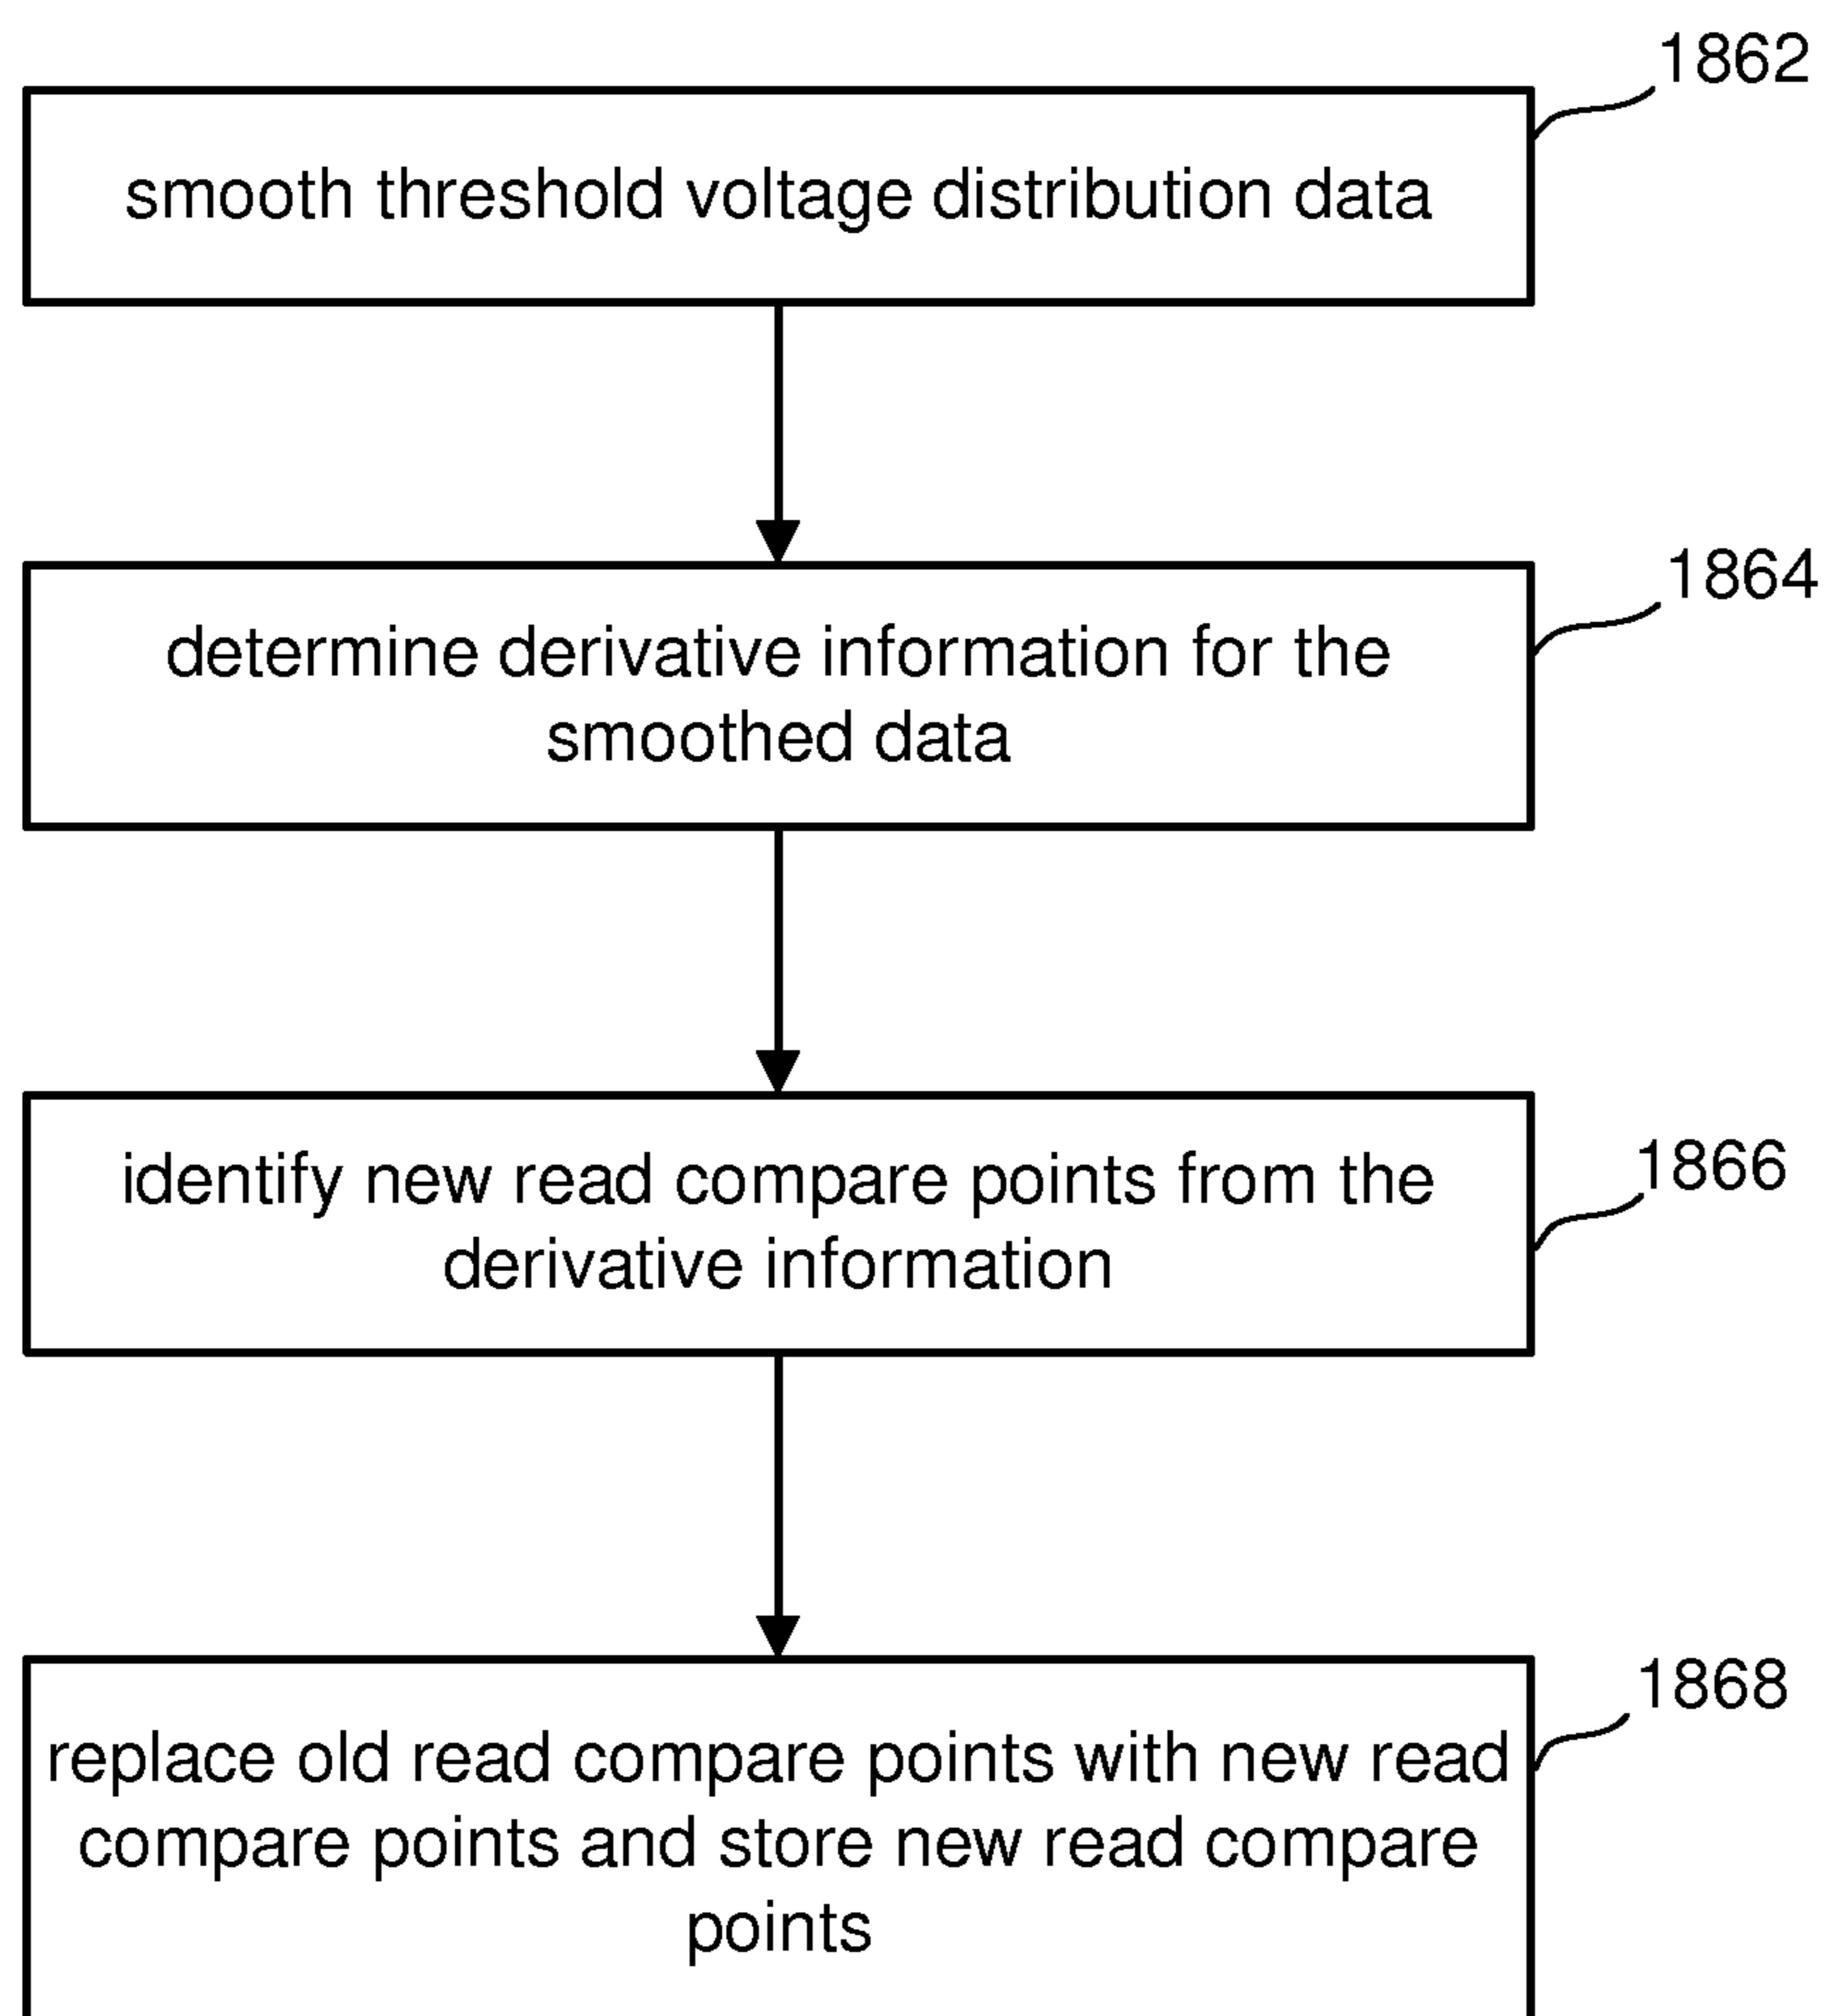 1862
smooth threshold voltage distribution data
1864
determine derivative information for the
smoothed data
1866
identify new read compare points from the
derivative information
1868
replace old read compare points with new read
compare points and store new read compare
points